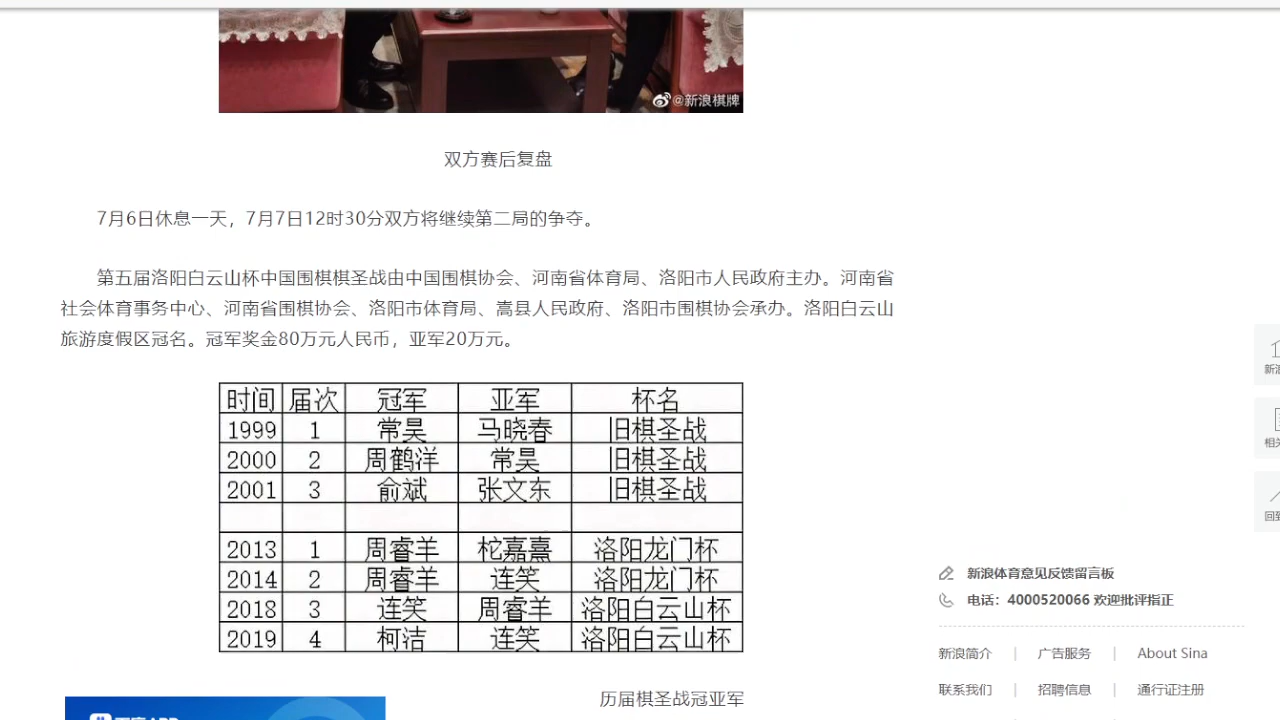 @新浪棋牌
双方赛后复盘
7月6日休息一天，7月7日12时30分双方将继续第二局的争夺。
第五届洛阳白云山杯中国围棋棋圣战由中国围棋协会、河南省体育局、洛阳市人民政府主办。河南省
社会体育事务中心、河南省围棋协会、洛阳市体育局、嵩县人民政府、洛阳市围棋协会承办。洛阳白云山
旅游度假区冠名。冠军奖金80万元人民币，亚军20万元。
时间 届次 冠军 亚军 杯名
1999 1 常昊 马晓春 旧棋圣战
2000 2 周鹤洋 常昊 旧棋圣战
2001 3 俞斌 张文东 旧棋圣战
2013 1 周睿羊 柁嘉熹 洛阳龙门杯
2014 2 周睿羊 连笑 洛阳龙门杯
2018 3 连笑 周睿羊 洛阳白云山杯
2019 4 柯洁 连笑 洛阳白云山杯
历届棋圣战冠亚军
新浪体育意见反馈留言板
电话：4000520066 欢迎批评指正
新浪简介 | 广告服务 | About Sina
联系我们 | 招聘信息 | 通行证注册